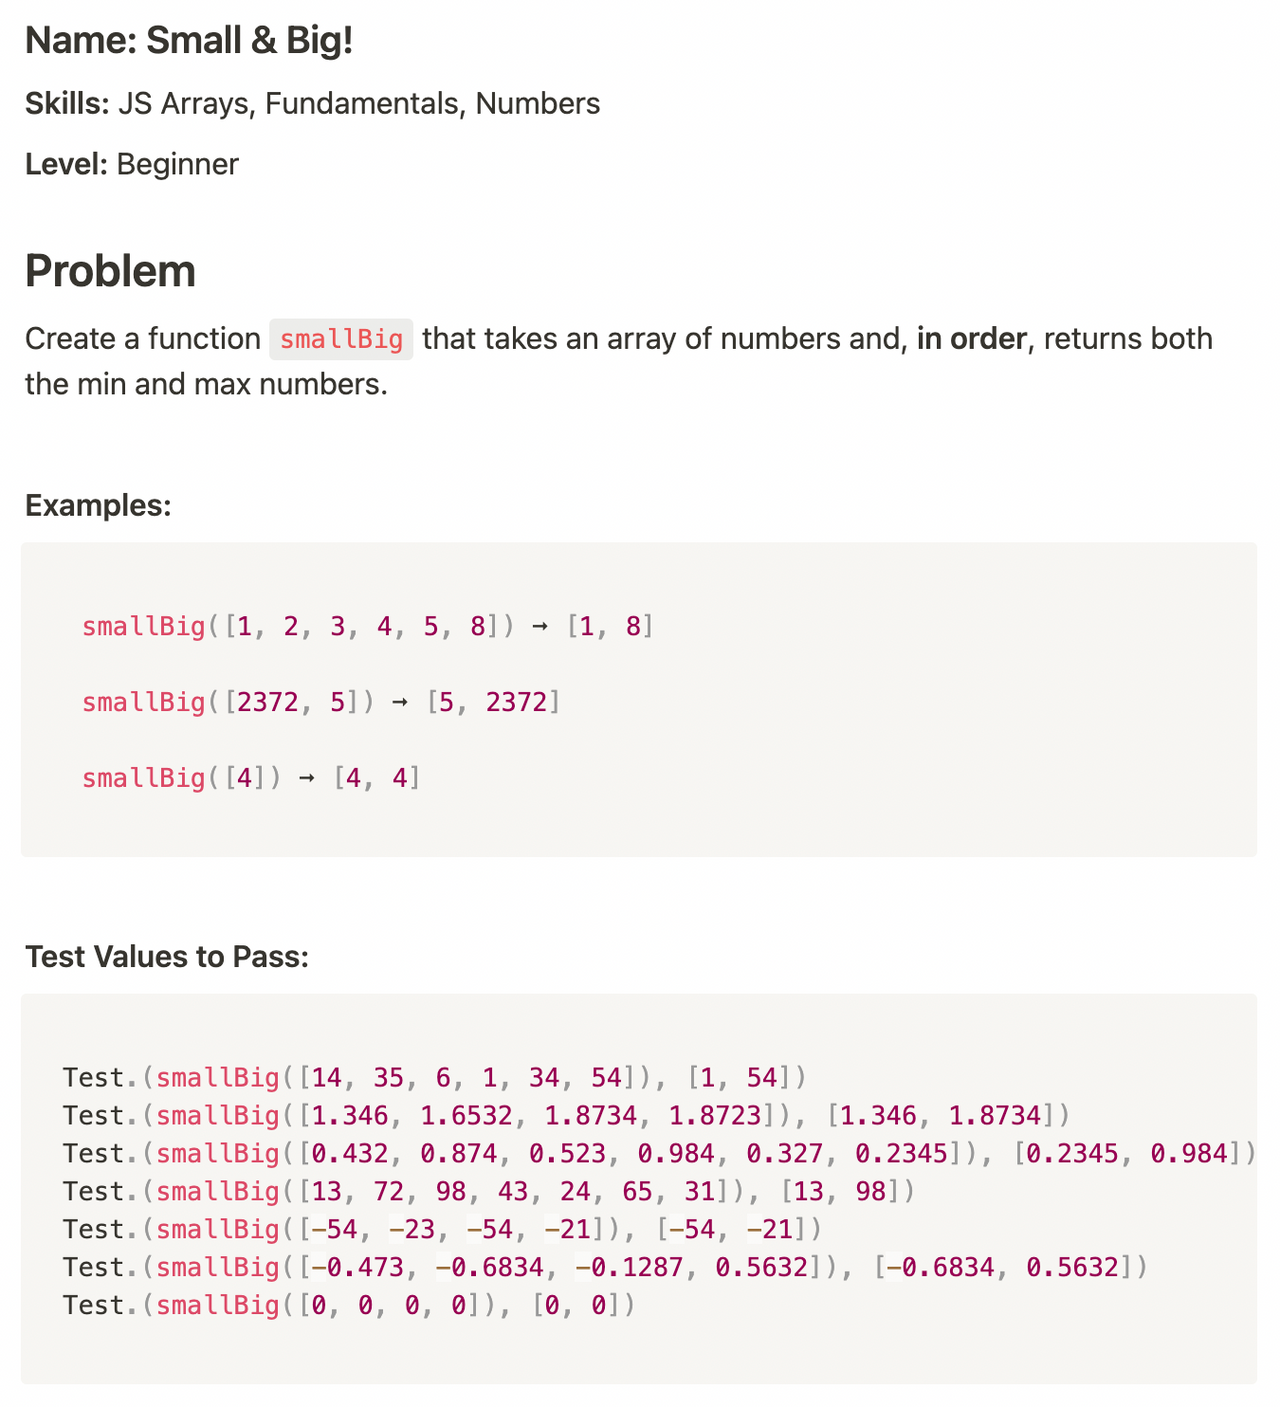 Name: Small & Big!
Skills: JS Arrays, Fundamentals, Numbers
Level: Beginner
Problem
Create a function smallBig that takes an array of numbers and, in order, returns both
the min and max numbers.
Examples:
smallBig([1, 2, 3, 4, 5, 8]) → [1, 8]
smallBig([2372, 5]) → [5, 2372]
smallBig([4]) → [4, 4]
Test Values to Pass:
Test.(smallBig([14, 35, 6, 1, 34, 54]), [1, 54])
Test.(smallBig([1.346, 1.6532, 1.8734, 1.8723]), [1.346, 1.8734])
Test.(smallBig([0.432, 0.874, 0.523, 0.984, 0.327, 0.2345]), [0.2345, 0.984])
Test.(smallBig([13, 72, 98, 43, 24, 65, 31]), [13, 98])
Test.(smallBig([-54, -23, -54, -21]), [-54, -21])
Test.(smallBig([-0.473, -0.6834, -0.1287, 0.5632]), [-0.6834, 0.5632])
Test.(smallBig([0, 0, 0, 0]), [0, 0])